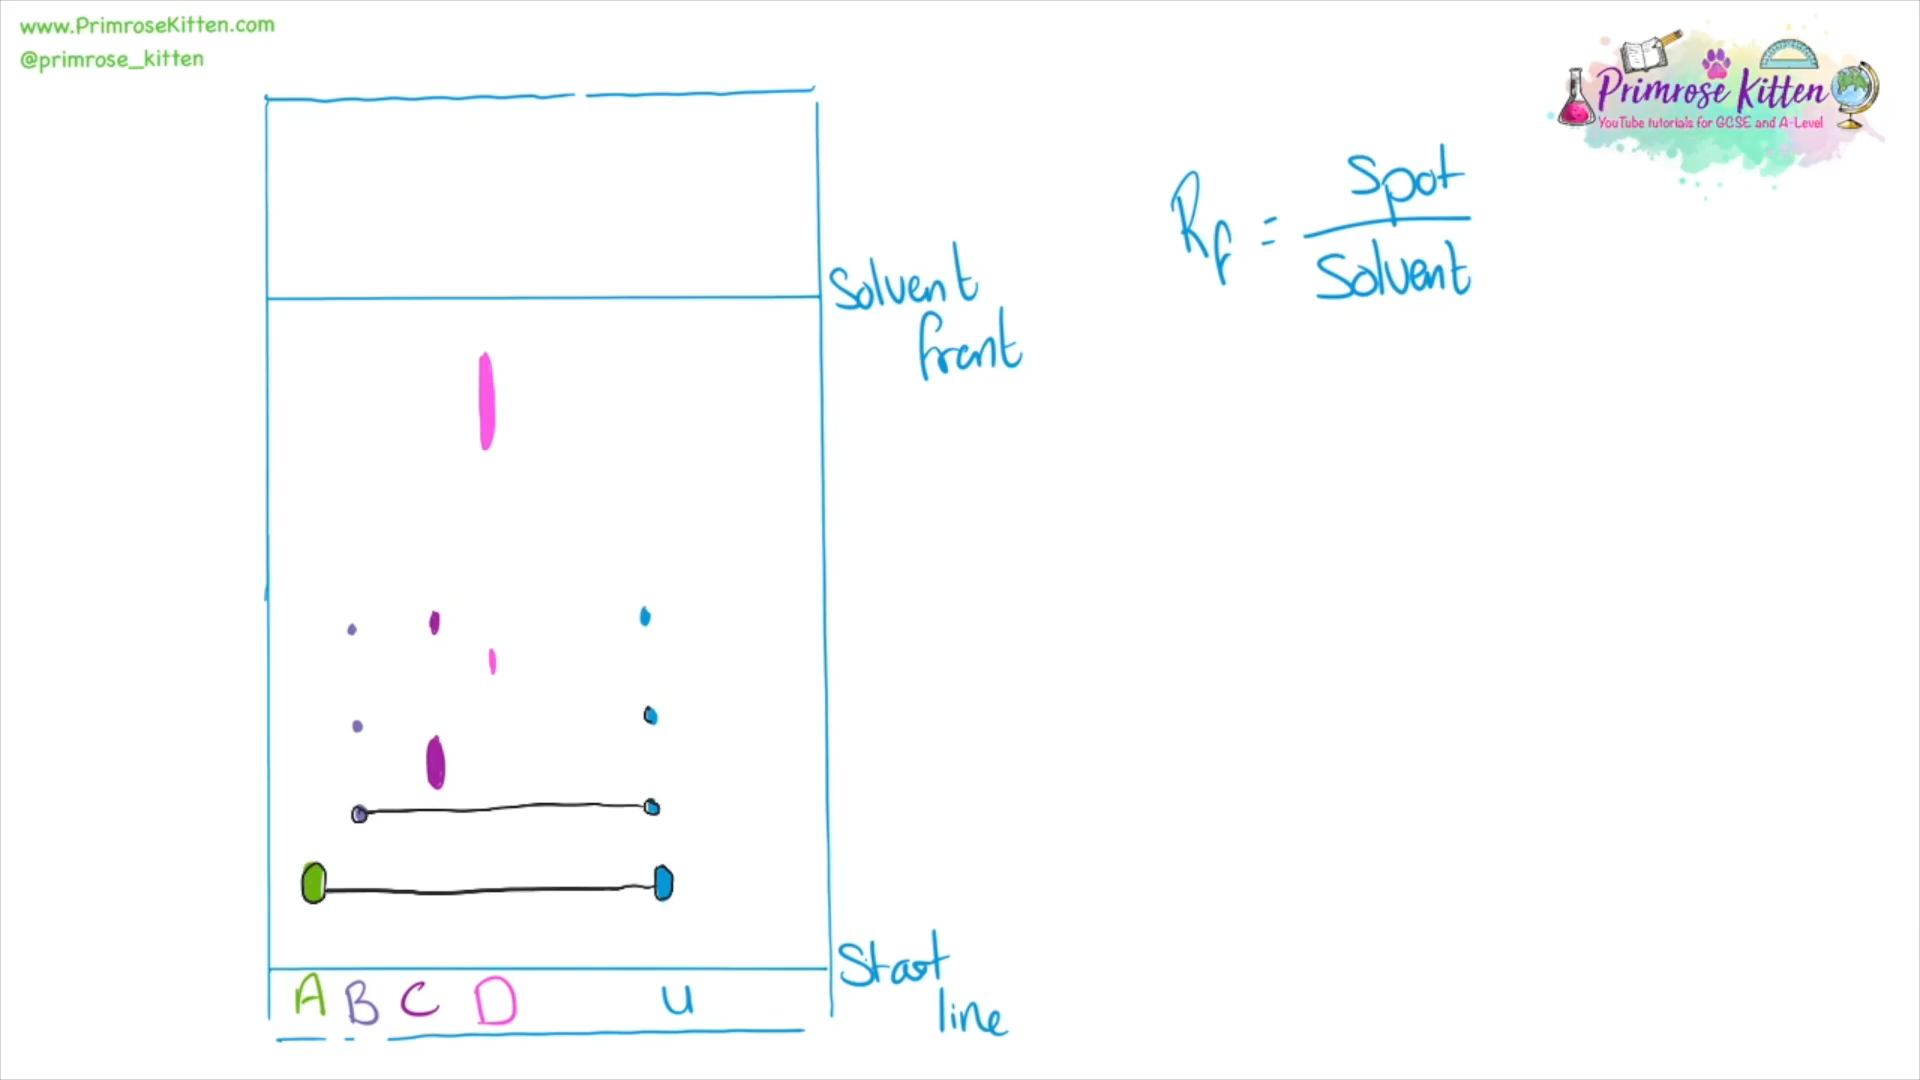 www.PrimroseKitten.com
@primrose_kitten
Primrose Kitten
YouTube tutorials for GCSE and A-Level
Rf = Spot
Solvent
Solvent
front
Start
line
A B C D U